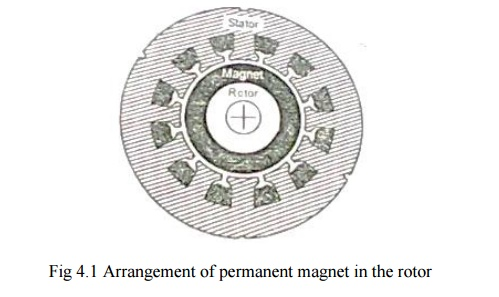 Stator
Magnet
Rotor
Fig 4.1 Arrangement of permanent magnet in the rotor